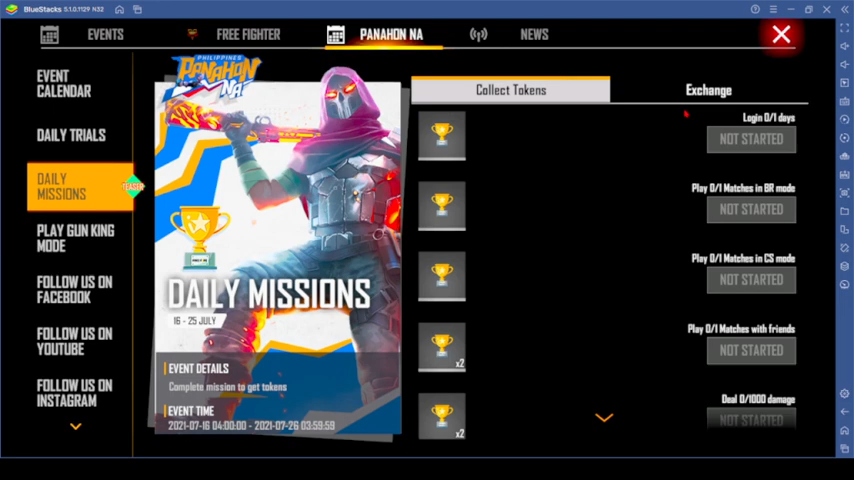 BlueStacks 5.1.0.1129 N32
EVENTS
FREE FIGHTER
PANAHON NA
NEWS
EVENT
CALENDAR
DAILY TRIALS
DAILY
MISSIONS
PLAY GUN KING
MODE
FOLLOW US ON
FACEBOOK
FOLLOW US ON
YOUTUBE
FOLLOW US ON
INSTAGRAM
PHILIPPINES
PANAHON
NA!
DAILY MISSIONS
16 - 25 JULY
EVENT DETAILS
Complete mission to get tokens
EVENT TIME
2021-07-16 04:00:00 - 2021-07-26 03:59:59
Collect Tokens
Exchange
Login 0/1 days
NOT STARTED
Play 0/1 Matches in BR mode
NOT STARTED
Play 0/1 Matches in CS mode
NOT STARTED
Play 0/1 Matches with friends
x2
NOT STARTED
Deal 0/1000 damage
x2
NOT STARTED